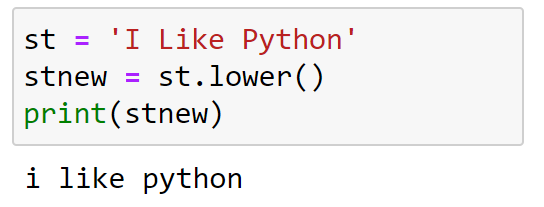 st = 'I Like Python'
stnew = st.lower()
print(stnew)
i like python